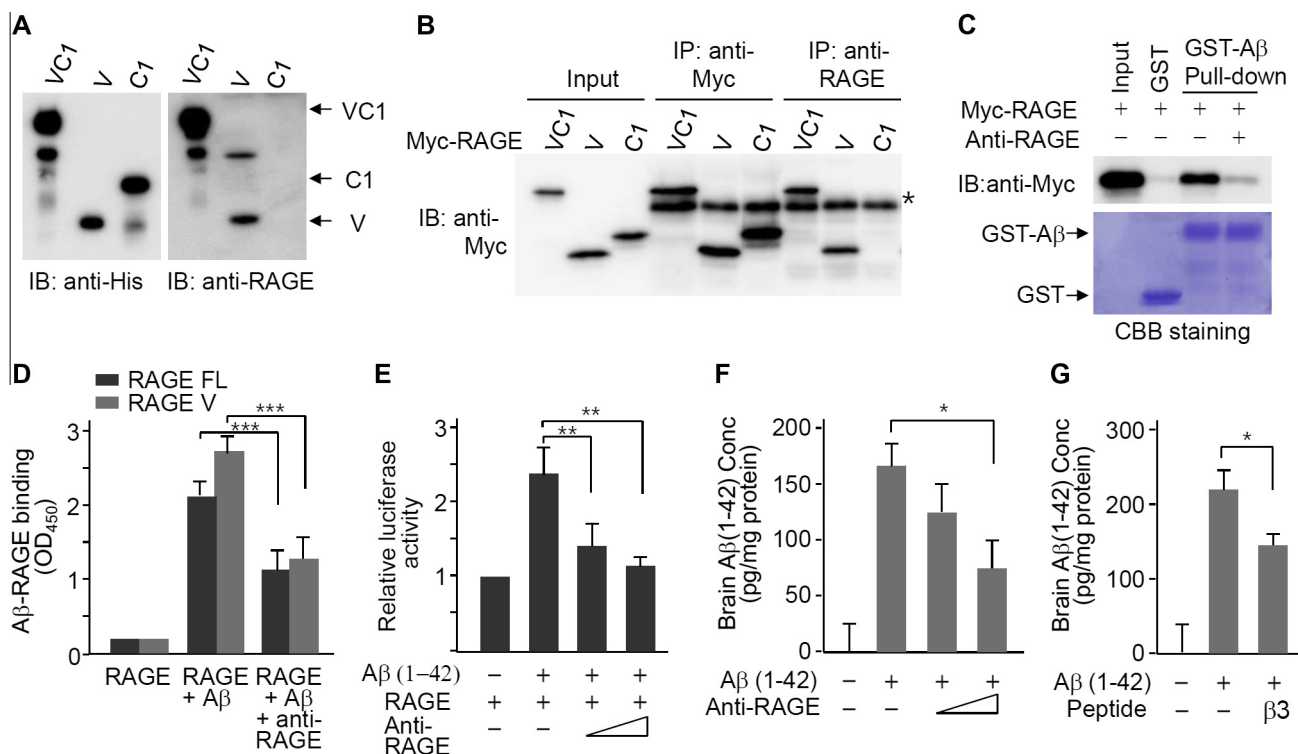 A
VC1 V C1 VC1 V C1
VC1
C1
V
IB: anti-His IB: anti-RAGE
B
Input
IP: anti-
Myc
IP: anti-
RAGE
Myc-RAGE VC1 V C1 VC1 V C1 VC1 V C1
IB: anti-
Myc
*
C
Input GST GST-Aβ
Pull-down
Myc-RAGE + + + +
Anti-RAGE – – – +
IB:anti-Myc
GST-Aβ
GST
CBB staining
D
RAGE FL
RAGE V
Aβ-RAGE binding
(OD450)
3
2
1
0
***
***
RAGE
RAGE
+ Aβ
RAGE
+ Aβ
+ anti-
RAGE
E
Relative luciferase
activity
3
2
1
**
**
Aβ (1–42) – + + +
RAGE + + + +
Anti-
RAGE – –
F
Brain Aβ(1-42) Conc
(pg/mg protein)
200
150
100
50
0
*
Aβ (1-42) – + + +
Anti-RAGE – –
G
Brain Aβ(1-42) Conc
(pg/mg protein)
300
200
100
0
*
Aβ (1-42) – + +
Peptide – – β3